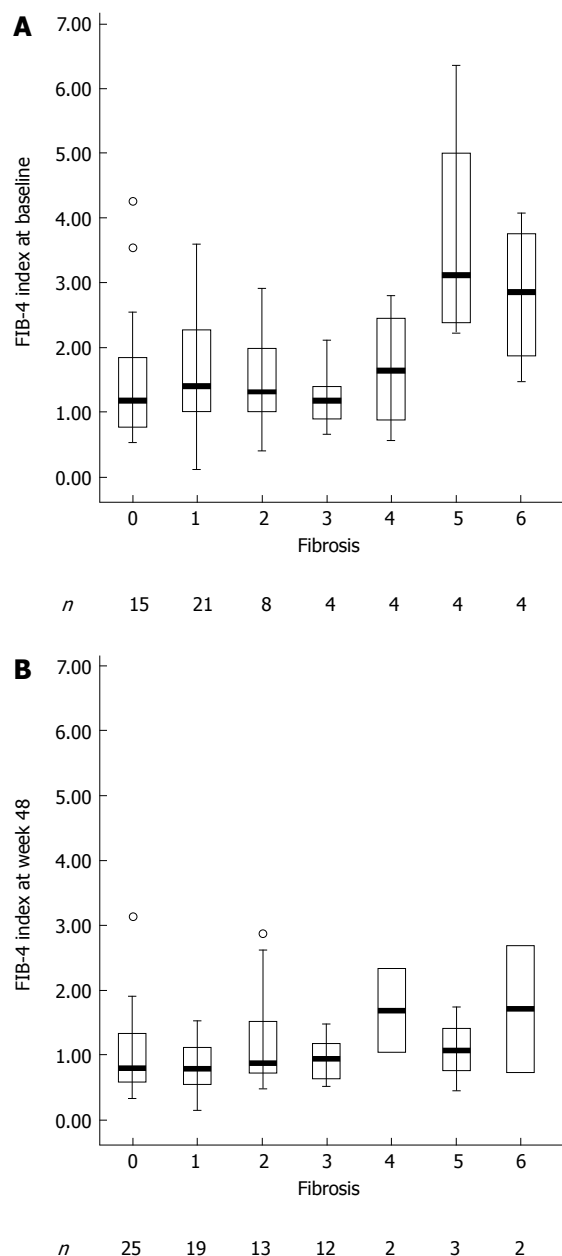 A
7.00
6.00
5.00
4.00
3.00
2.00
1.00
0.00
FIB-4 index at baseline
0 1 2 3 4 5 6
Fibrosis
n 15 21 8 4 4 4 4
B
7.00
6.00
5.00
4.00
3.00
2.00
1.00
0.00
FIB-4 index at week 48
0 1 2 3 4 5 6
Fibrosis
n 25 19 13 12 2 3 2